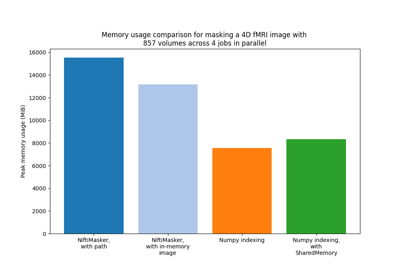 Memory usage comparison for masking a 4D fMRI image with
857 volumes across 4 jobs in parallel
Peak memory usage (MiB)
16000
14000
12000
10000
8000
6000
4000
2000
0
NiftiMasker,
with path
NiftiMasker,
with in-memory
image
Numpy indexing
Numpy indexing,
with
SharedMemory